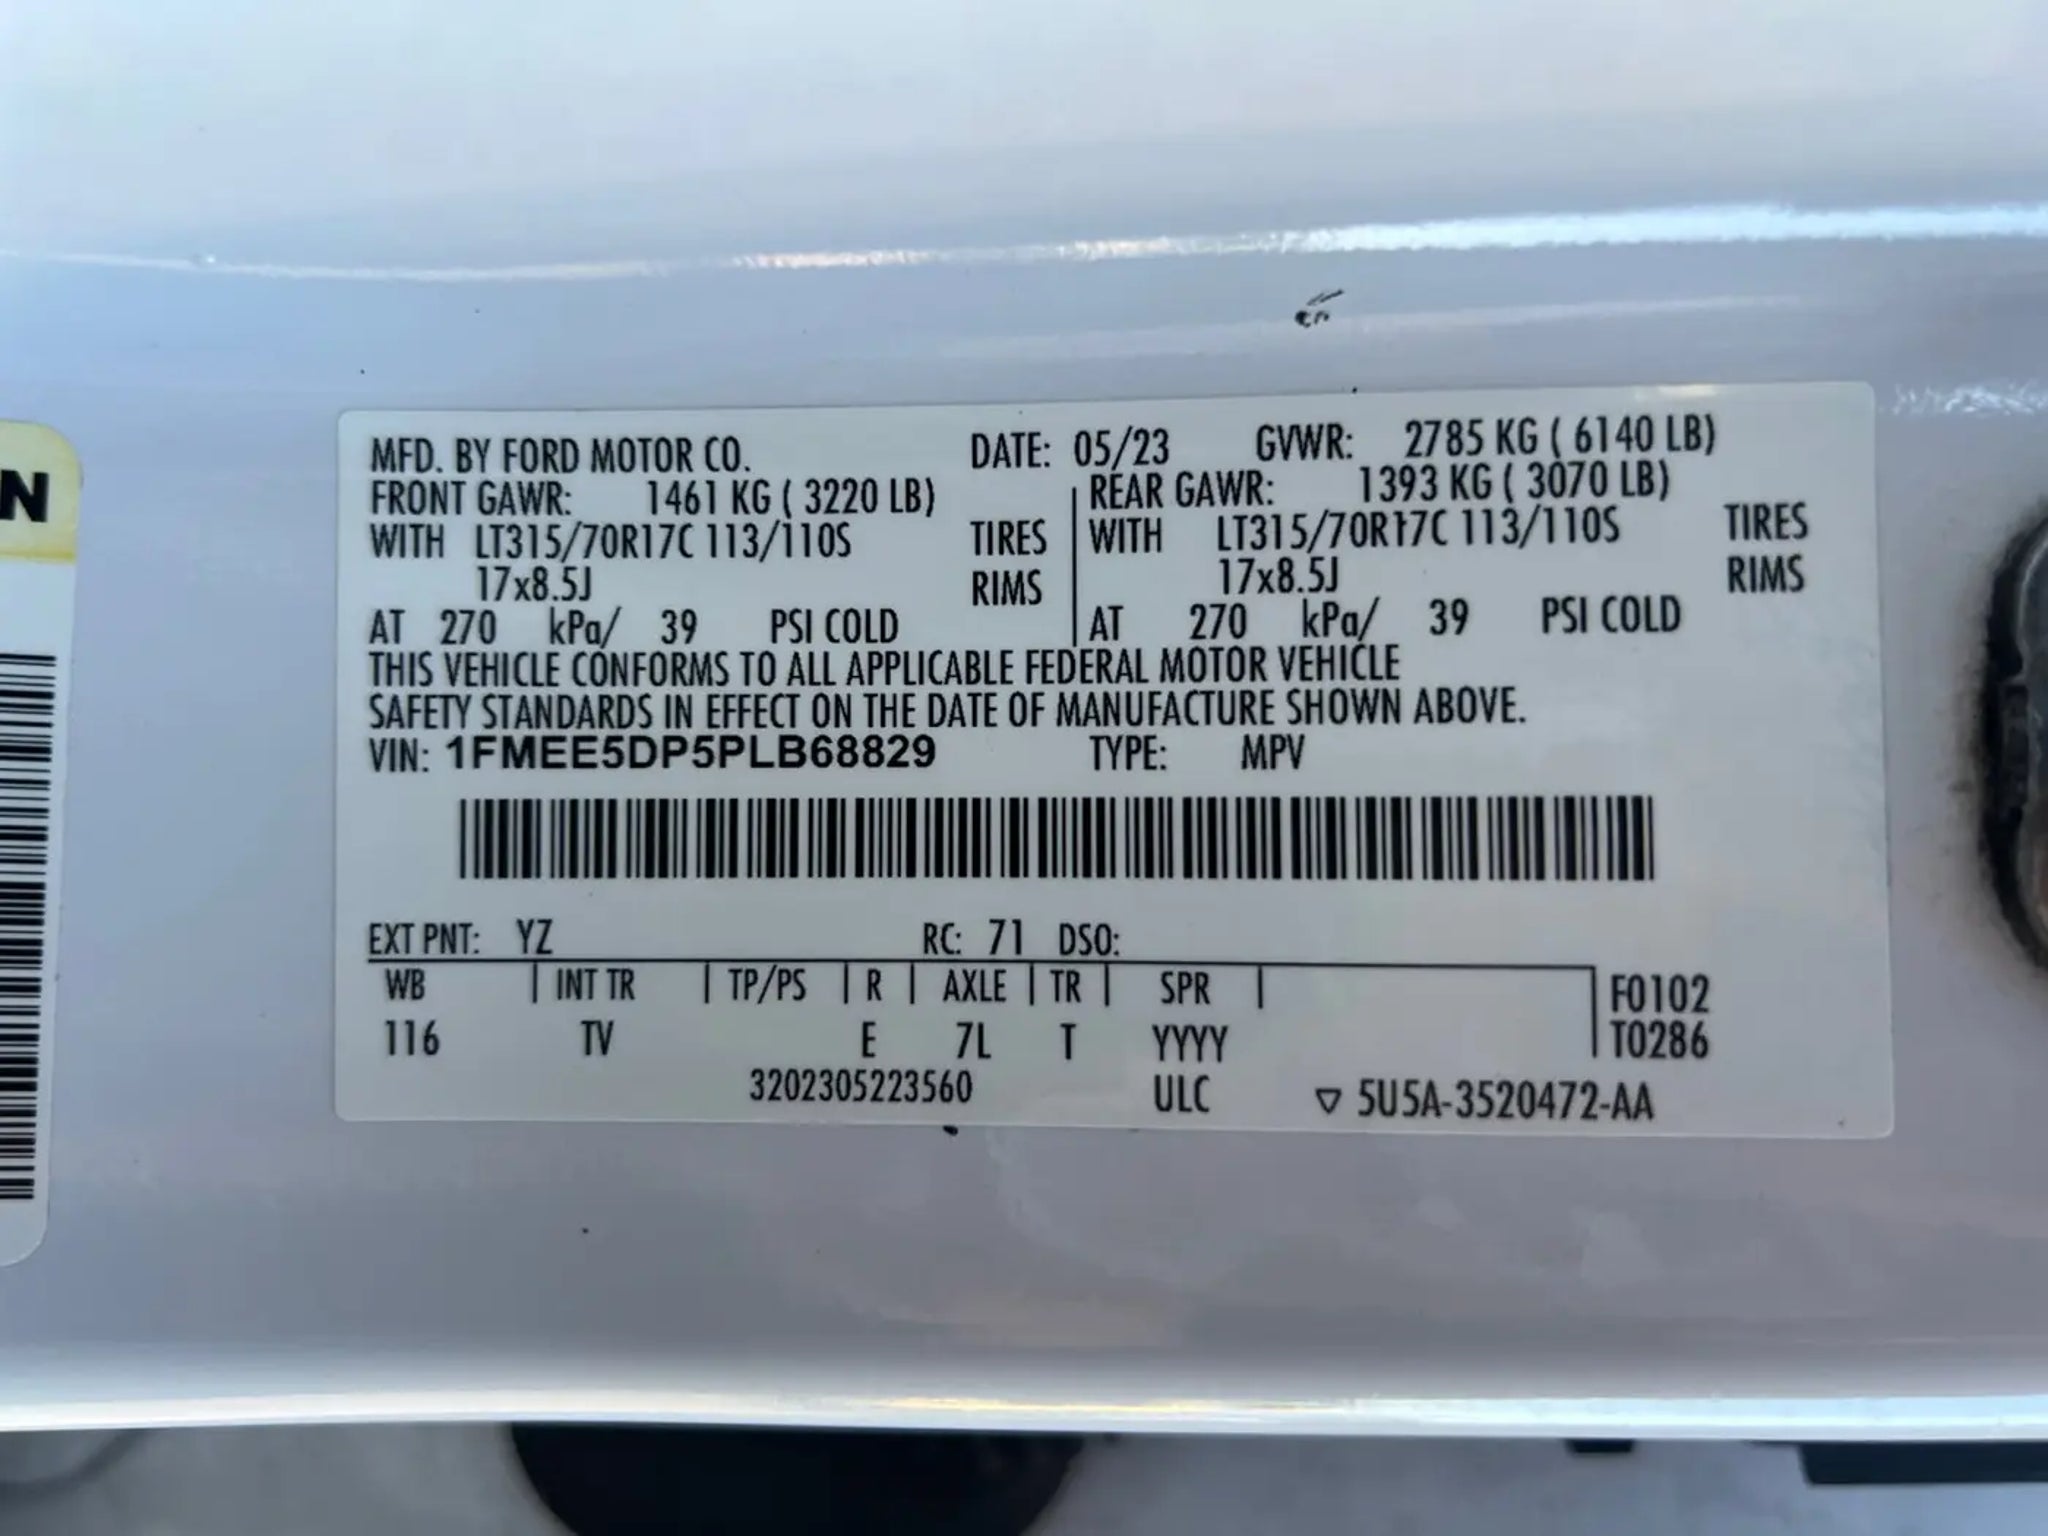 N
MFD. BY FORD MOTOR CO. DATE: 05/23 GVWR: 2785 KG ( 6140 LB)
FRONT GAWR: 1461 KG ( 3220 LB) REAR GAWR: 1393 KG ( 3070 LB)
WITH LT315/70R17C 113/110S TIRES WITH LT315/70R17C 113/110S TIRES
17x8.5J RIMS 17x8.5J RIMS
AT 270 kPa/ 39 PSI COLD AT 270 kPa/ 39 PSI COLD
THIS VEHICLE CONFORMS TO ALL APPLICABLE FEDERAL MOTOR VEHICLE
SAFETY STANDARDS IN EFFECT ON THE DATE OF MANUFACTURE SHOWN ABOVE.
VIN: 1FMEE5DP5PLB68829 TYPE: MPV
EXT PNT: YZ RC: 71 DSO:
WB INT TR TP/PS R AXLE TR SPR F0102
116 TV E 7L T YYYY T0286
3202305223560 ULC ▽ 5U5A-3520472-AA